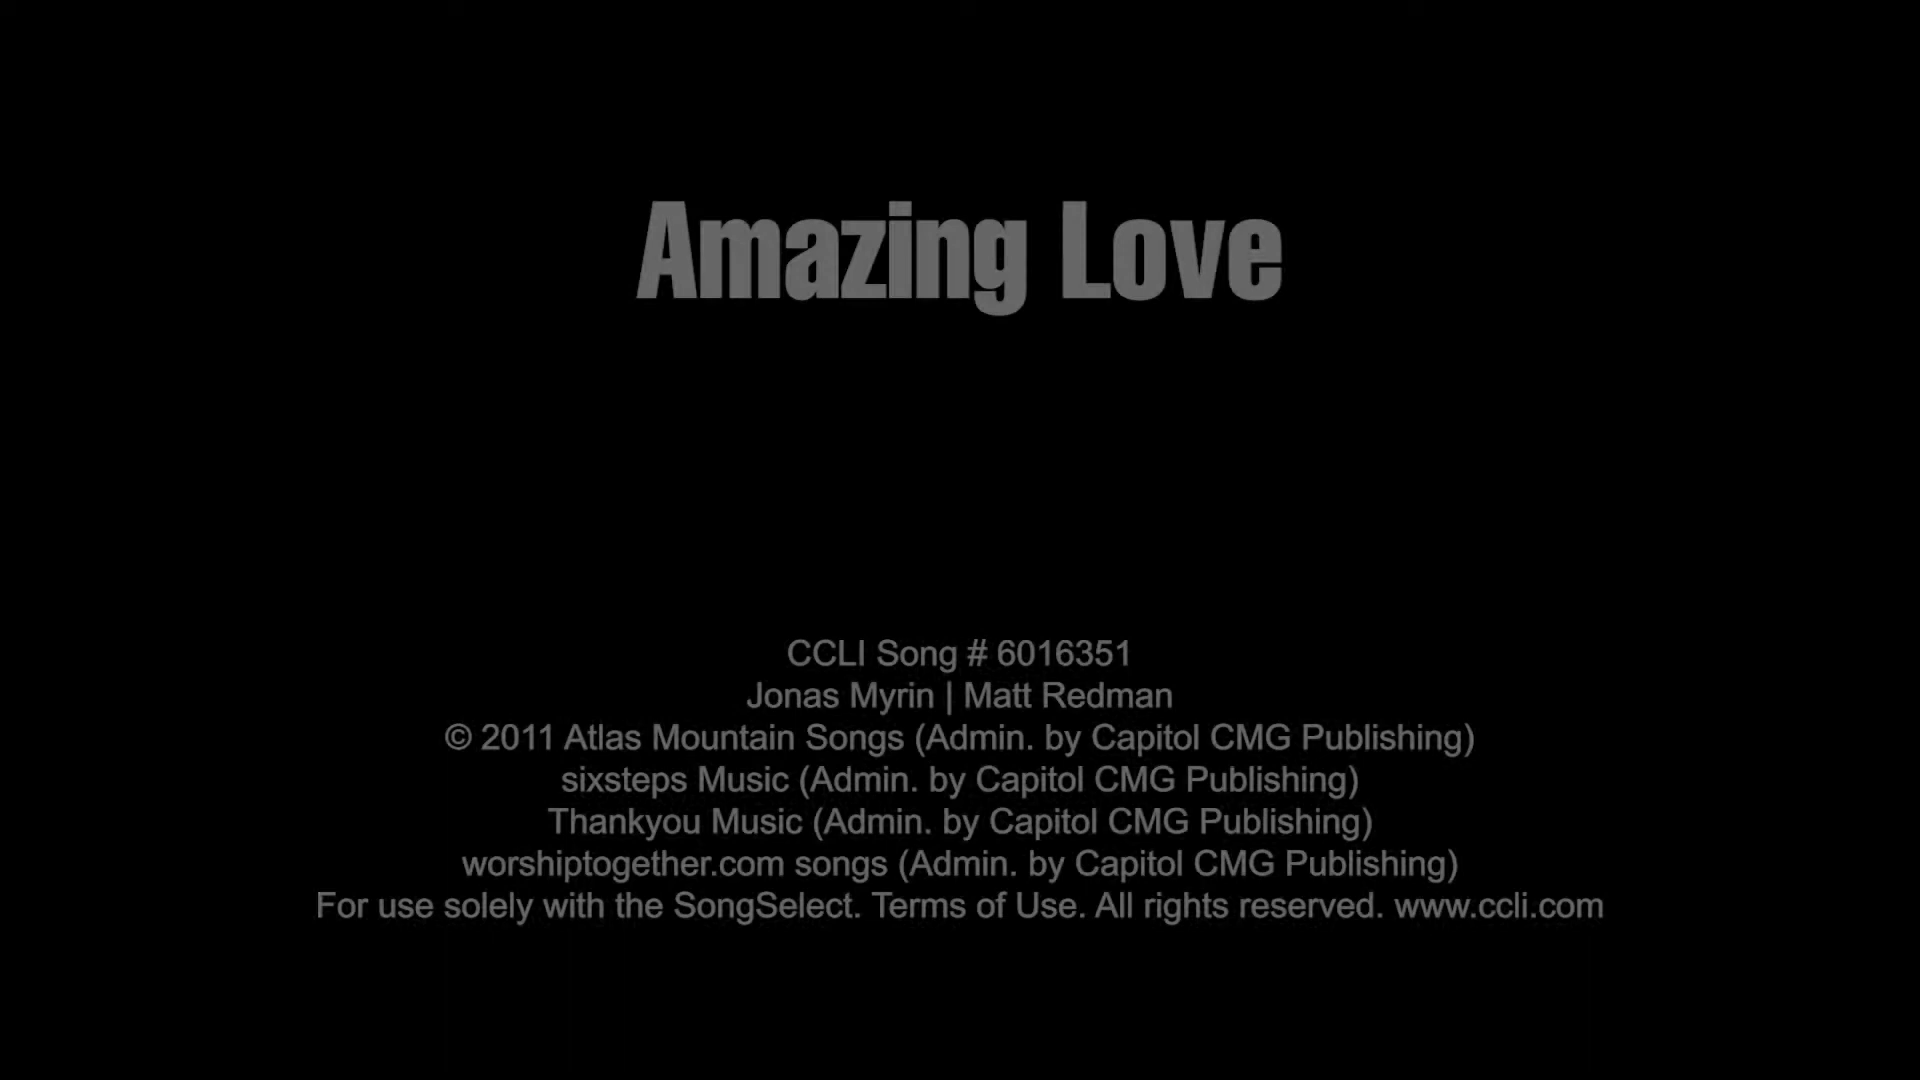 Amazing Love
CCLI Song # 6016351
Jonas Myrin | Matt Redman
© 2011 Atlas Mountain Songs (Admin. by Capitol CMG Publishing)
sixsteps Music (Admin. by Capitol CMG Publishing)
Thankyou Music (Admin. by Capitol CMG Publishing)
worshiptogether.com songs (Admin. by Capitol CMG Publishing)
For use solely with the SongSelect. Terms of Use. All rights reserved. www.ccli.com